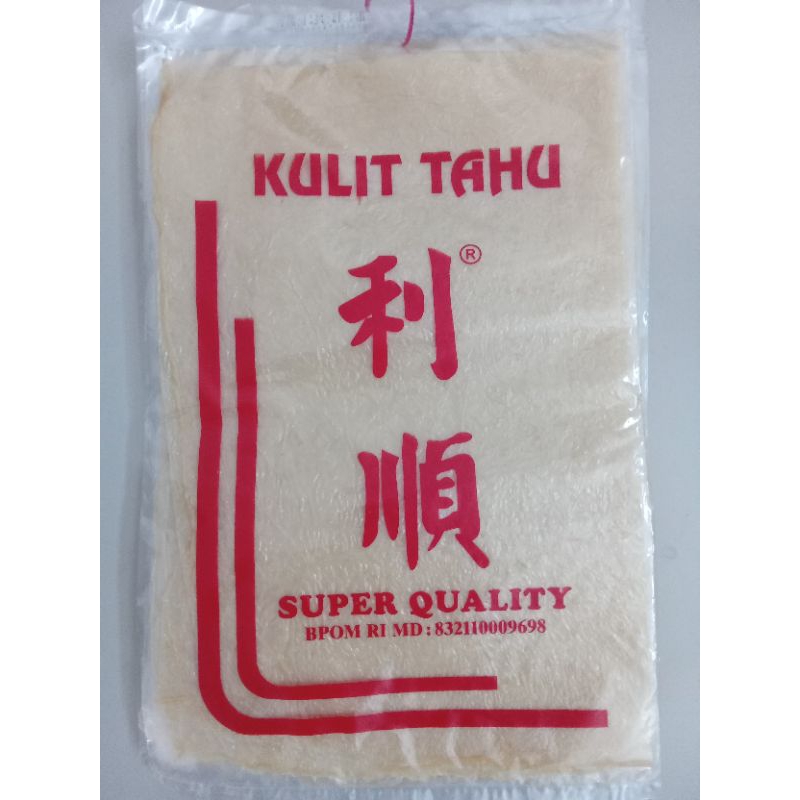 KULIT TAHU
利®
順
SUPER QUALITY
BPOM RI MD : 832110009698